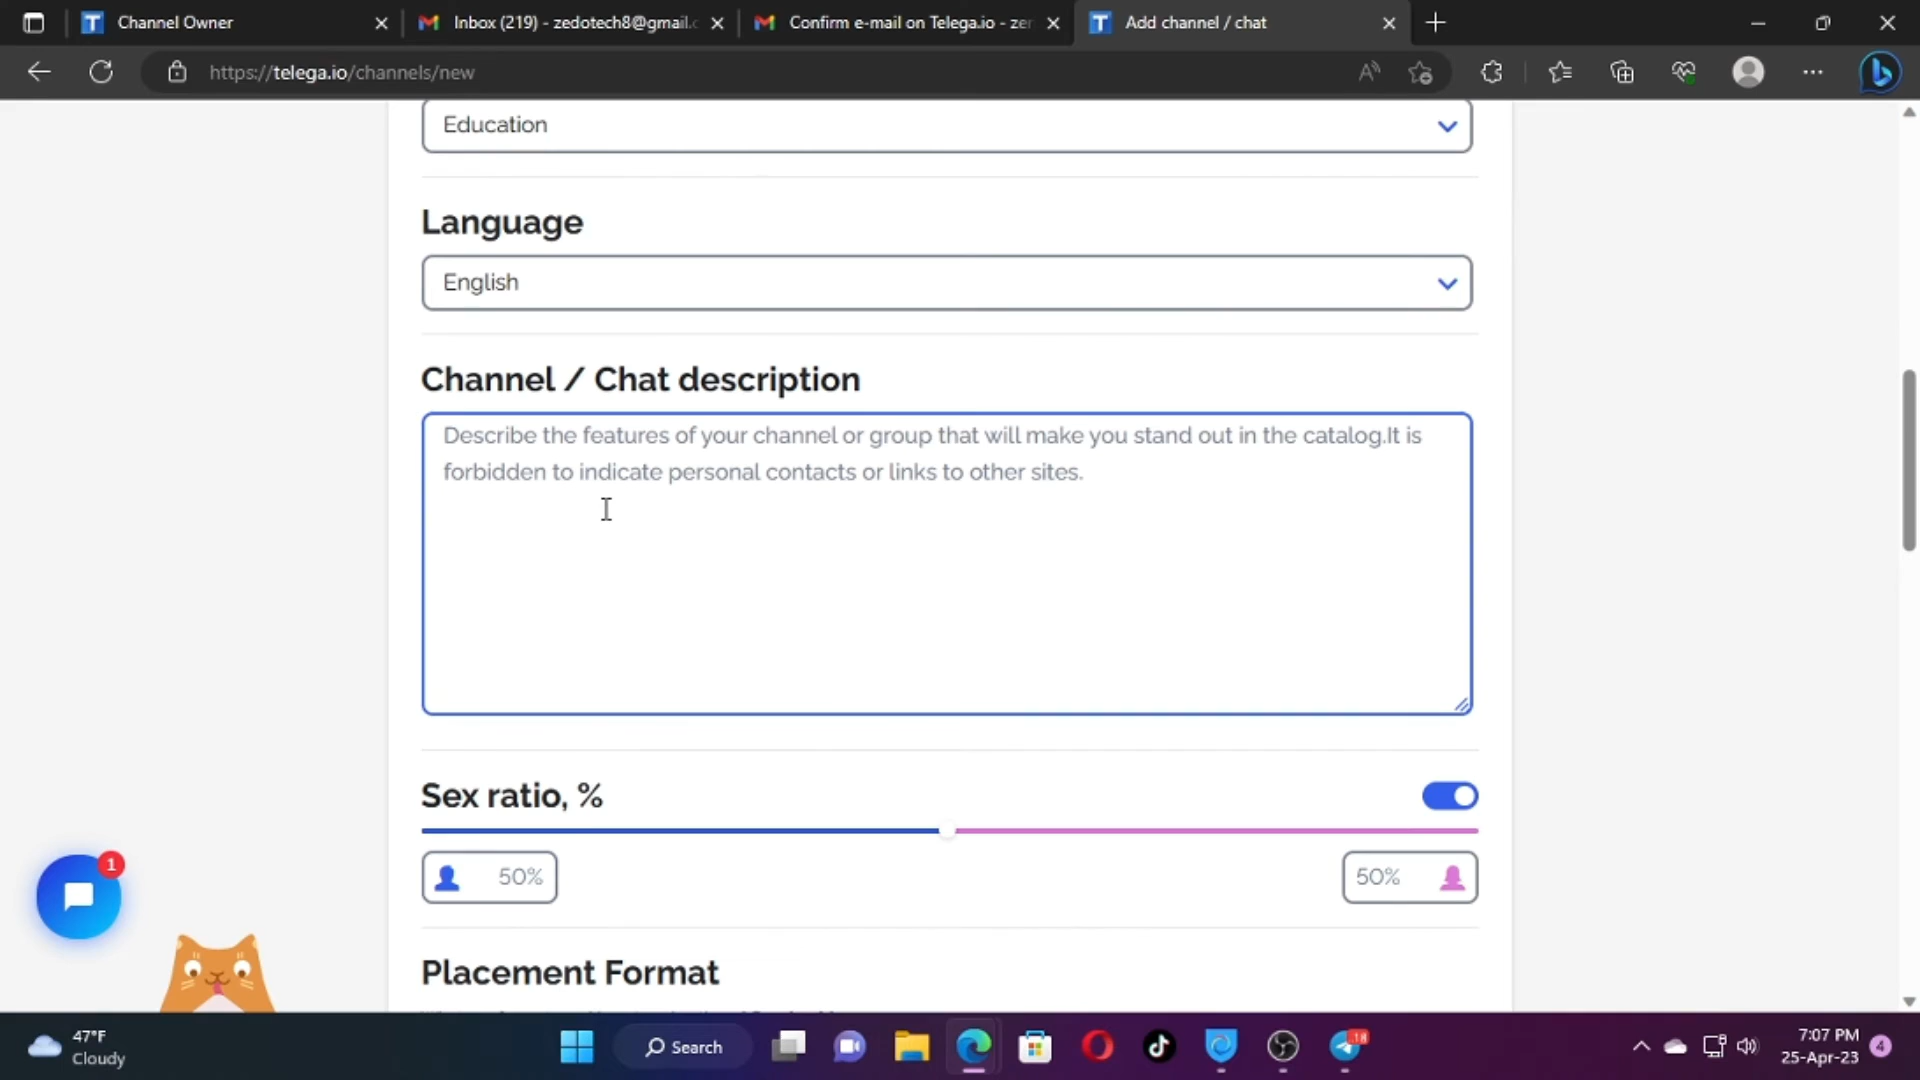 Channel Owner
Inbox (219) - zedotech8@gmail.c
Confirm e-mail on Telega.io - zer
Add channel / chat
https://telega.io/channels/new
Education
Language
English
Channel / Chat description
Describe the features of your channel or group that will make you stand out in the catalog.It is
forbidden to indicate personal contacts or links to other sites.
Sex ratio, %
50%
50%
1
Placement Format
47°F
Cloudy
Search
18
7:07 PM
25-Apr-23
4